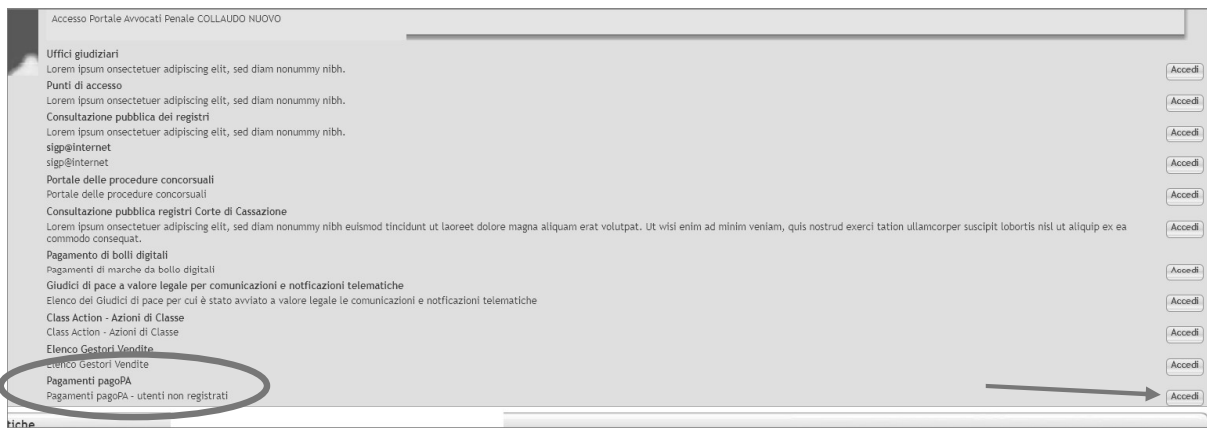 Accesso Portale Avvocati Penale COLLAUDO NUOVO
Uffici giudiziari
Lorem ipsum onsectetuer adipiscing elit, sed diam nonummy nibh.
Accedi
Punti di accesso
Lorem ipsum onsectetuer adipiscing elit, sed diam nonummy nibh.
Accedi
Consultazione pubblica dei registri
Lorem ipsum onsectetuer adipiscing elit, sed diam nonummy nibh.
Accedi
sigp@internet
sigp@internet
Accedi
Portale delle procedure concorsuali
Portale delle procedure concorsuali
Accedi
Consultazione pubblica registri Corte di Cassazione
Lorem ipsum onsectetuer adipiscing elit, sed diam nonummy nibh euismod tincidunt ut laoreet dolore magna aliquam erat volutpat. Ut wisi enim ad minim veniam, quis nostrud exerci tation ullamcorper suscipit lobortis nisl ut aliquip ex ea
commodo consequat.
Accedi
Pagamento di bolli digitali
Pagamenti di marche da bollo digitali
Accedi
Giudici di pace a valore legale per comunicazioni e notficazioni telematiche
Elenco dei Giudici di pace per cui è stato avviato a valore legale le comunicazioni e notficazioni telematiche
Accedi
Class Action - Azioni di Classe
Class Action - Azioni di Classe
Accedi
Elenco Gestori Vendite
Elenco Gestori Vendite
Accedi
Pagamenti pagoPA
Pagamenti pagoPA - utenti non registrati
Accedi
tiche